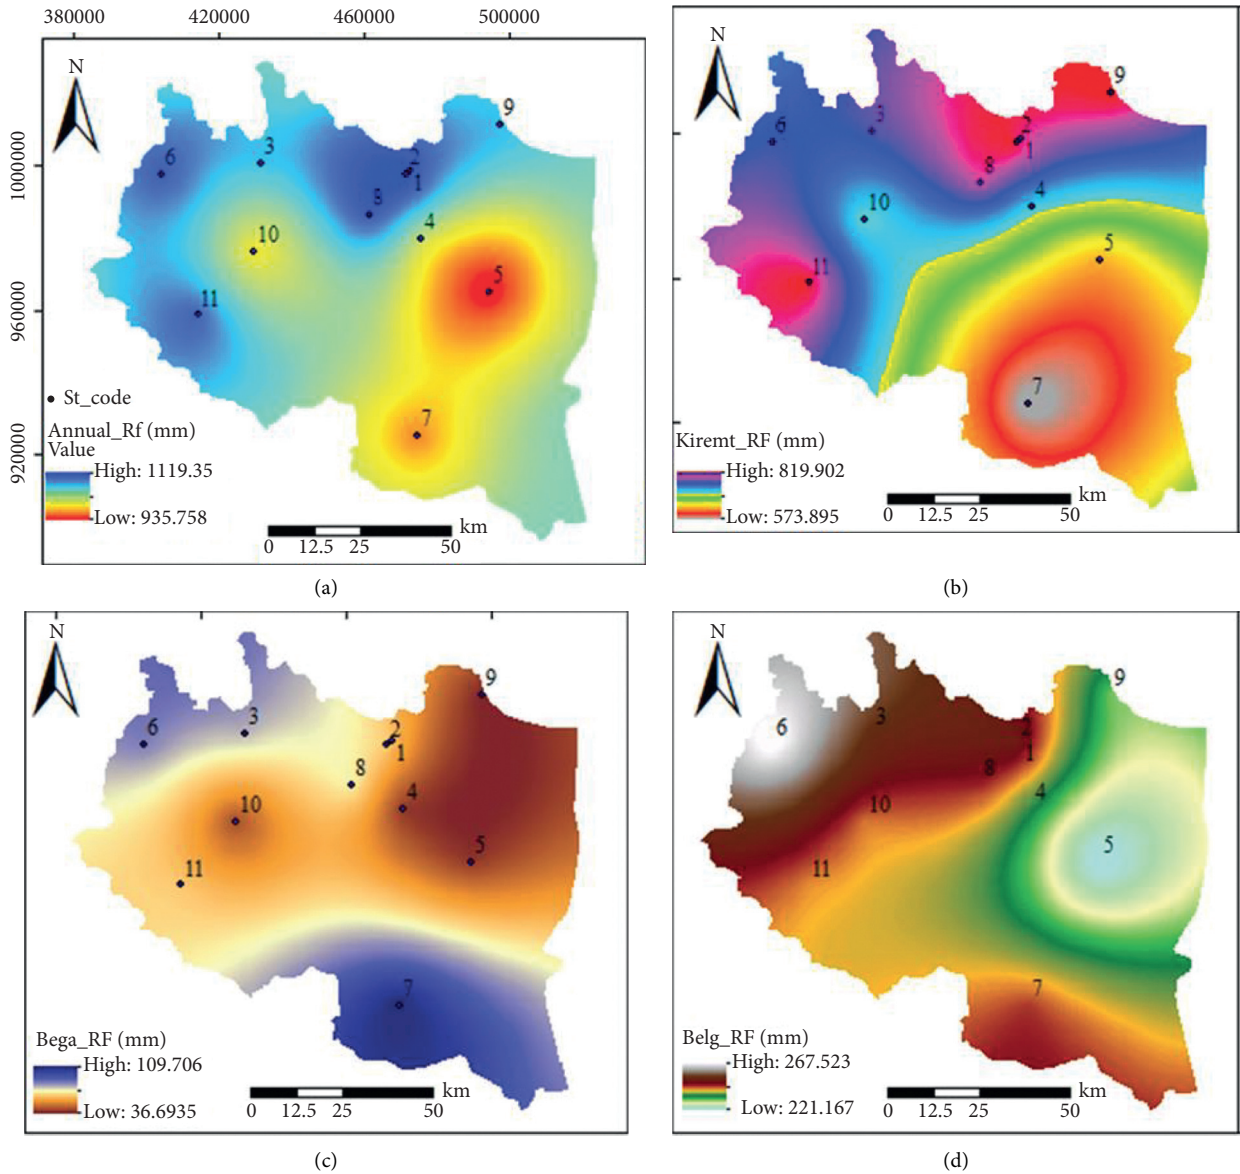 380000 420000 460000 500000
1000000
960000
920000
N
9
3
2
6
1
8
4
10
5
11
7
St_code
Annual_Rf (mm)
Value
High: 1119.35
Low: 935.758
km
0 12.5 25 50
(a)
N
9
3
2
6
1
8
4
10
5
11
7
Kiremt_RF (mm)
High: 819.902
Low: 573.895
km
0 12.5 25 50
(b)
N
9
3
2
6
1
8
4
10
5
11
7
Bega_RF (mm)
High: 109.706
Low: 36.6935
km
0 12.5 25 50
(c)
N
9
3
2
6
1
8
4
10
5
11
7
Belg_RF (mm)
High: 267.523
Low: 221.167
km
0 12.5 25 50
(d)